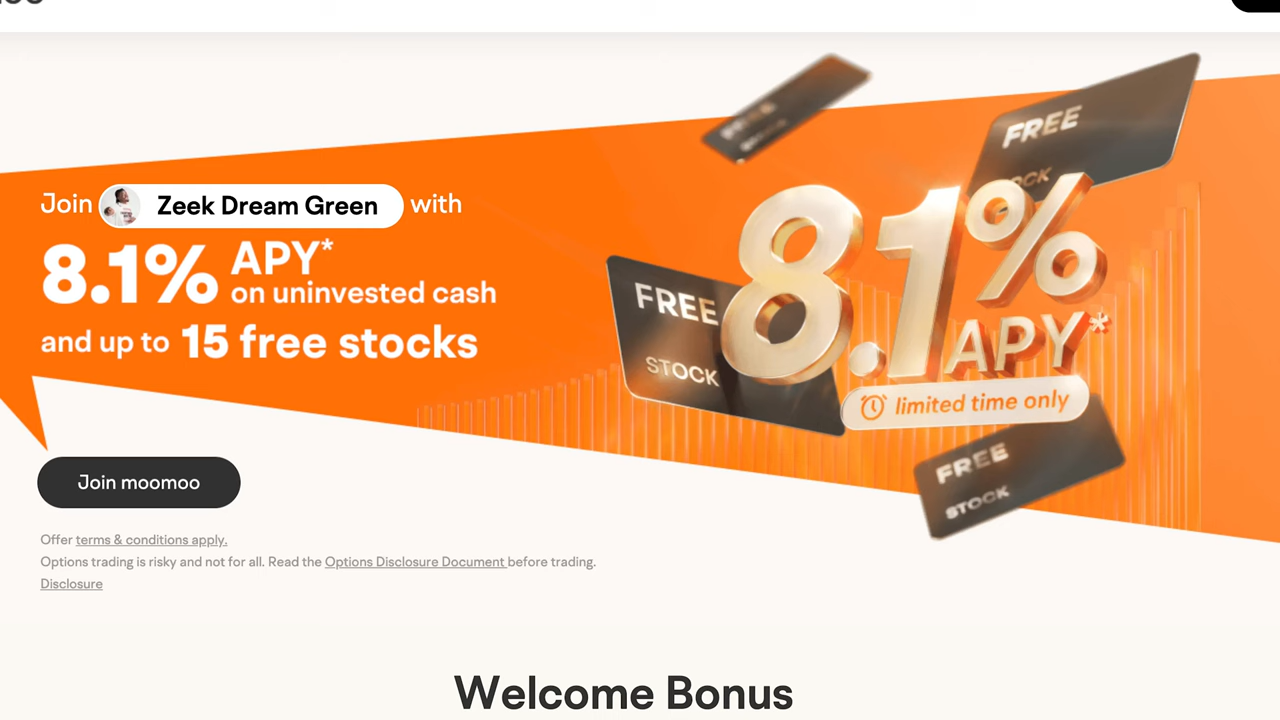 Join Zeek Dream Green with
8.1% APY*
on uninvested cash
and up to 15 free stocks
Join moomoo
Offer terms & conditions apply.
Options trading is risky and not for all. Read the Options Disclosure Document before trading.
Disclosure
FREE
FREE
STOCK
8.1%
APY*
limited time only
FREE
STOCK
Welcome Bonus